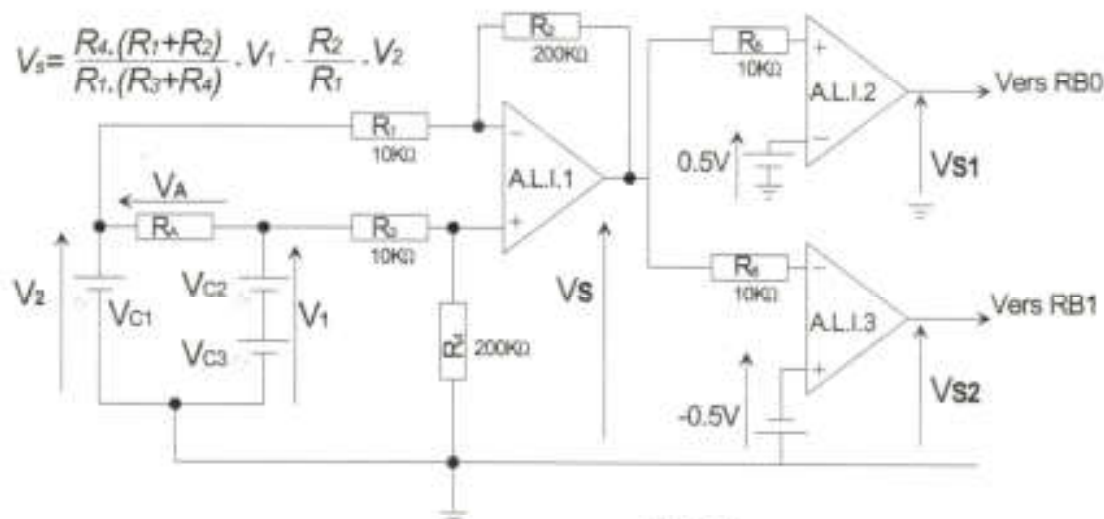 Vs= R4.(R1+R2) / R1.(R3+R4) . V1 - R2 / R1 . V2
R2
200KΩ
R5
10KΩ
+
A.L.I.2
-
Vers RB0
0.5V
VS1
R1
10KΩ
-
A.L.I.1
+
VA
RA
R3
10KΩ
V2
VC1
VC2
VC3
V1
R4
200KΩ
VS
R6
10KΩ
-
A.L.I.3
+
Vers RB1
-0.5V
VS2